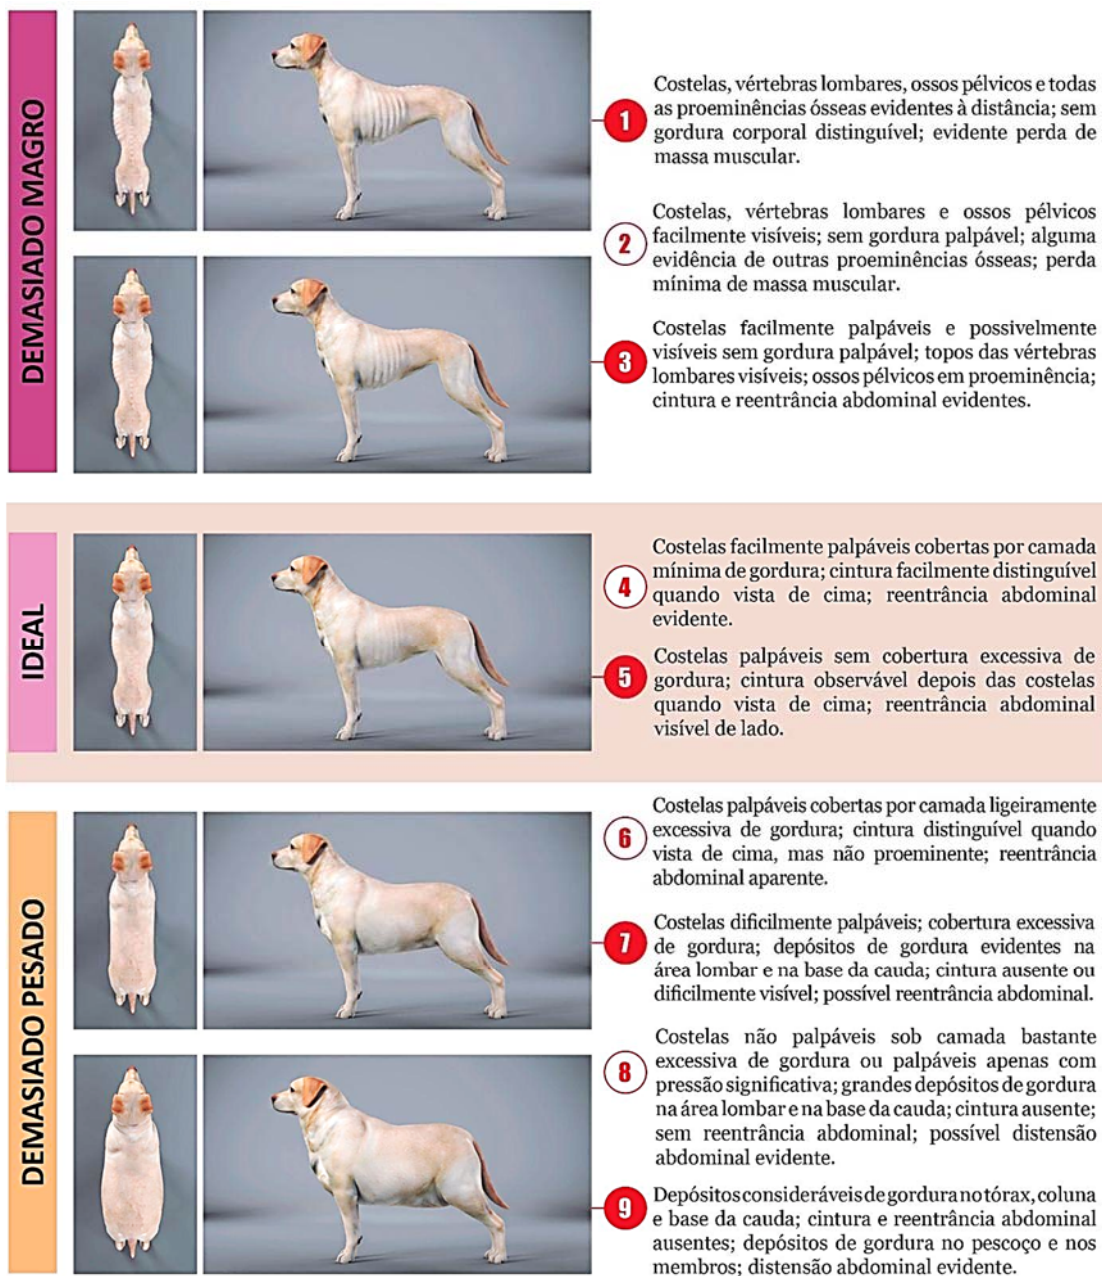 DEMASIADO MAGRO
1
Costelas, vértebras lombares, ossos pélvicos e todas
as proeminências ósseas evidentes à distância; sem
gordura corporal distinguível; evidente perda de
massa muscular.
2
Costelas, vértebras lombares e ossos pélvicos
facilmente visíveis; sem gordura palpável; alguma
evidência de outras proeminências ósseas; perda
mínima de massa muscular.
3
Costelas facilmente palpáveis e possivelmente
visíveis sem gordura palpável; topos das vértebras
lombares visíveis; ossos pélvicos em proeminência;
cintura e reentrância abdominal evidentes.
IDEAL
4
Costelas facilmente palpáveis cobertas por camada
mínima de gordura; cintura facilmente distinguível
quando vista de cima; reentrância abdominal
evidente.
5
Costelas palpáveis sem cobertura excessiva de
gordura; cintura observável depois das costelas
quando vista de cima; reentrância abdominal
visível de lado.
DEMASIADO PESADO
6
Costelas palpáveis cobertas por camada ligeiramente
excessiva de gordura; cintura distinguível quando
vista de cima, mas não proeminente; reentrância
abdominal aparente.
7
Costelas dificilmente palpáveis; cobertura excessiva
de gordura; depósitos de gordura evidentes na
área lombar e na base da cauda; cintura ausente ou
dificilmente visível; possível reentrância abdominal.
8
Costelas não palpáveis sob camada bastante
excessiva de gordura ou palpáveis apenas com
pressão significativa; grandes depósitos de gordura
na área lombar e na base da cauda; cintura ausente;
sem reentrância abdominal; possível distensão
abdominal evidente.
9
Depósitos consideráveis de gordura no tórax, coluna
e base da cauda; cintura e reentrância abdominal
ausentes; depósitos de gordura no pescoço e nos
membros; distensão abdominal evidente.